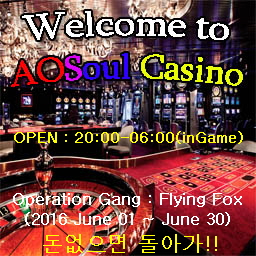 Welcome to
AOSoul Casino
OPEN : 20:00-06:00(inGame)
Operation Gang : Flying Fox
(2016 June 01 ~ June 30)
돈없으면 돌아가!!